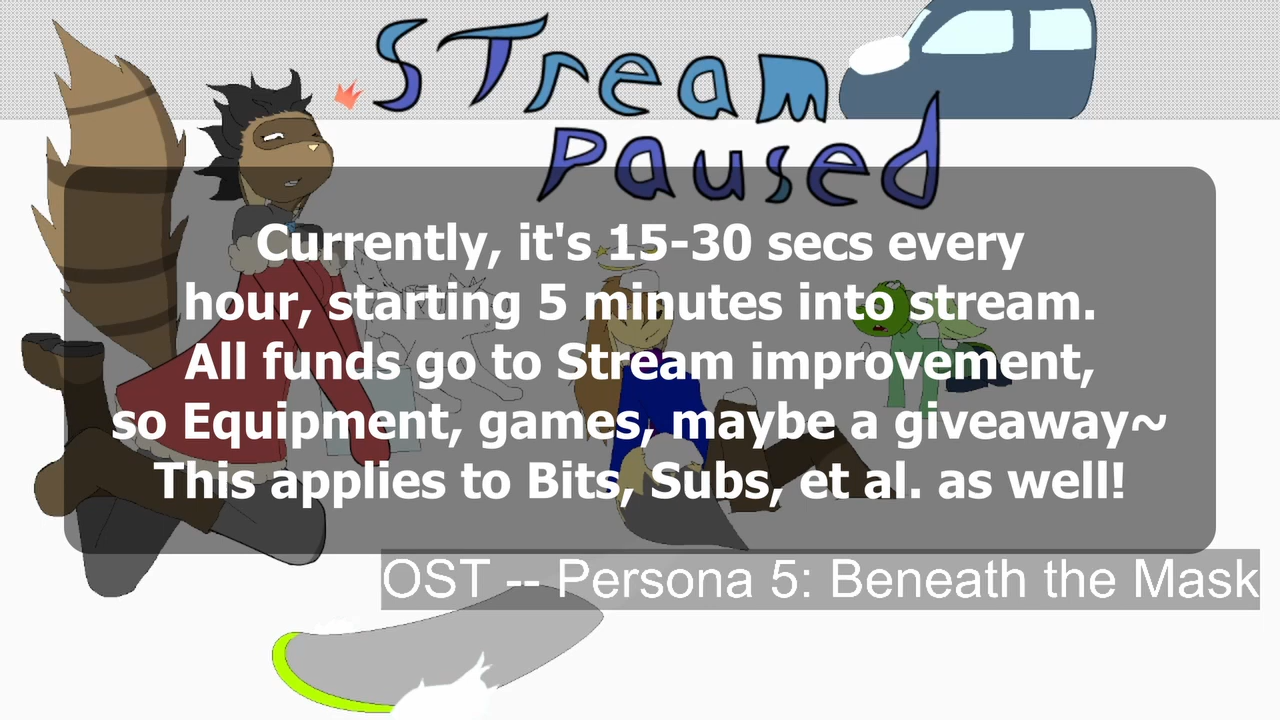 STream
Paused
Currently, it's 15-30 secs every
hour, starting 5 minutes into stream.
All funds go to Stream improvement,
so Equipment, games, maybe a giveaway~
This applies to Bits, Subs, et al. as well!
OST -- Persona 5: Beneath the Mask